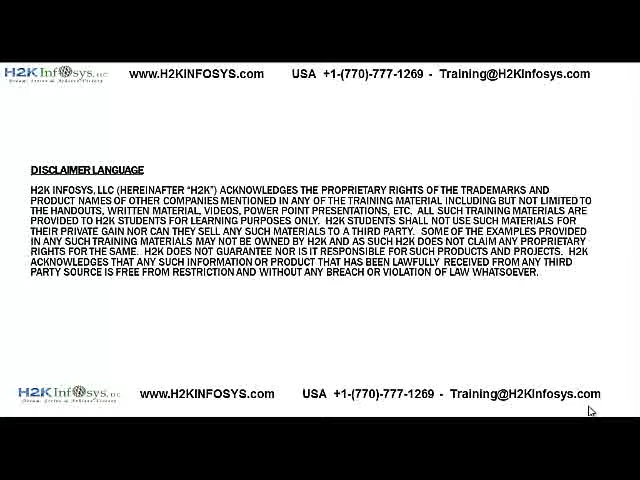 H2K Infosys, LLC www.H2KINFOSYS.com USA +1-(770)-777-1269 - Training@H2KInfosys.com
DISCLAIMER LANGUAGE
H2K INFOSYS, LLC (HEREINAFTER “H2K”) ACKNOWLEDGES THE PROPRIETARY RIGHTS OF THE TRADEMARKS AND
PRODUCT NAMES OF OTHER COMPANIES MENTIONED IN ANY OF THE TRAINING MATERIAL INCLUDING BUT NOT LIMITED TO
THE HANDOUTS, WRITTEN MATERIAL, VIDEOS, POWER POINT PRESENTATIONS, ETC. ALL SUCH TRAINING MATERIALS ARE
PROVIDED TO H2K STUDENTS FOR LEARNING PURPOSES ONLY. H2K STUDENTS SHALL NOT USE SUCH MATERIALS FOR
THEIR PRIVATE GAIN NOR CAN THEY SELL ANY SUCH MATERIALS TO A THIRD PARTY. SOME OF THE EXAMPLES PROVIDED
IN ANY SUCH TRAINING MATERIALS MAY NOT BE OWNED BY H2K AND AS SUCH H2K DOES NOT CLAIM ANY PROPRIETARY
RIGHTS FOR THE SAME. H2K DOES NOT GUARANTEE NOR IS IT RESPONSIBLE FOR SUCH PRODUCTS AND PROJECTS. H2K
ACKNOWLEDGES THAT ANY SUCH INFORMATION OR PRODUCT THAT HAS BEEN LAWFULLY RECEIVED FROM ANY THIRD
PARTY SOURCE IS FREE FROM RESTRICTION AND WITHOUT ANY BREACH OR VIOLATION OF LAW WHATSOEVER.
H2K Infosys, LLC www.H2KINFOSYS.com USA +1-(770)-777-1269 - Training@H2KInfosys.com